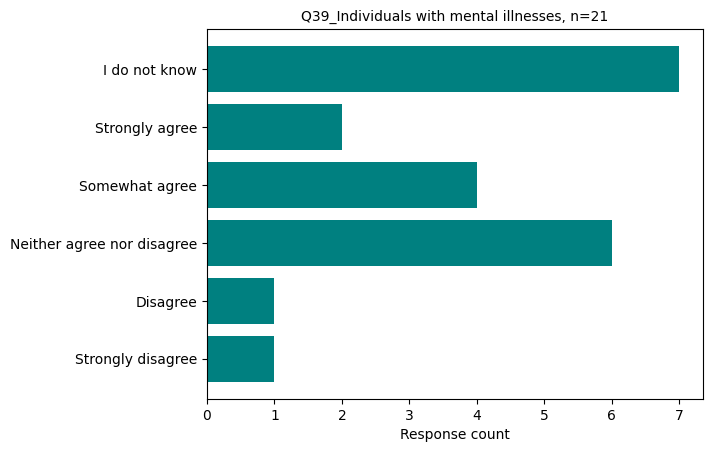 Q39_Individuals with mental illnesses, n=21
I do not know
Strongly agree
Somewhat agree
Neither agree nor disagree
Disagree
Strongly disagree
0 1 2 3 4 5 6 7
Response count